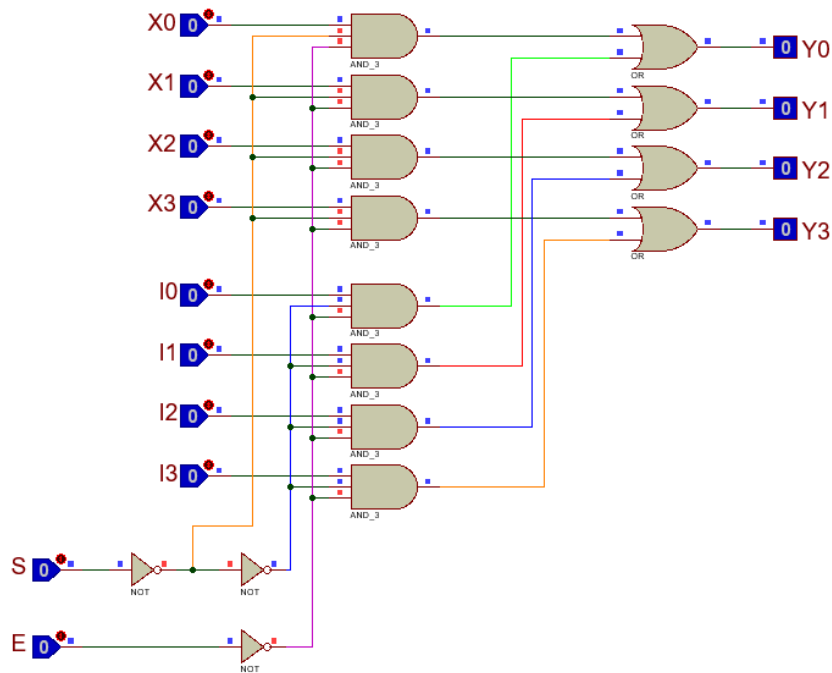 X0 0 AND_3 OR 0 Y0
X1 0 AND_3 OR 0 Y1
X2 0 AND_3 OR 0 Y2
X3 0 AND_3 OR 0 Y3
I0 0 AND_3
I1 0 AND_3
I2 0 AND_3
I3 0 AND_3
S 0 NOT NOT
E 0 NOT